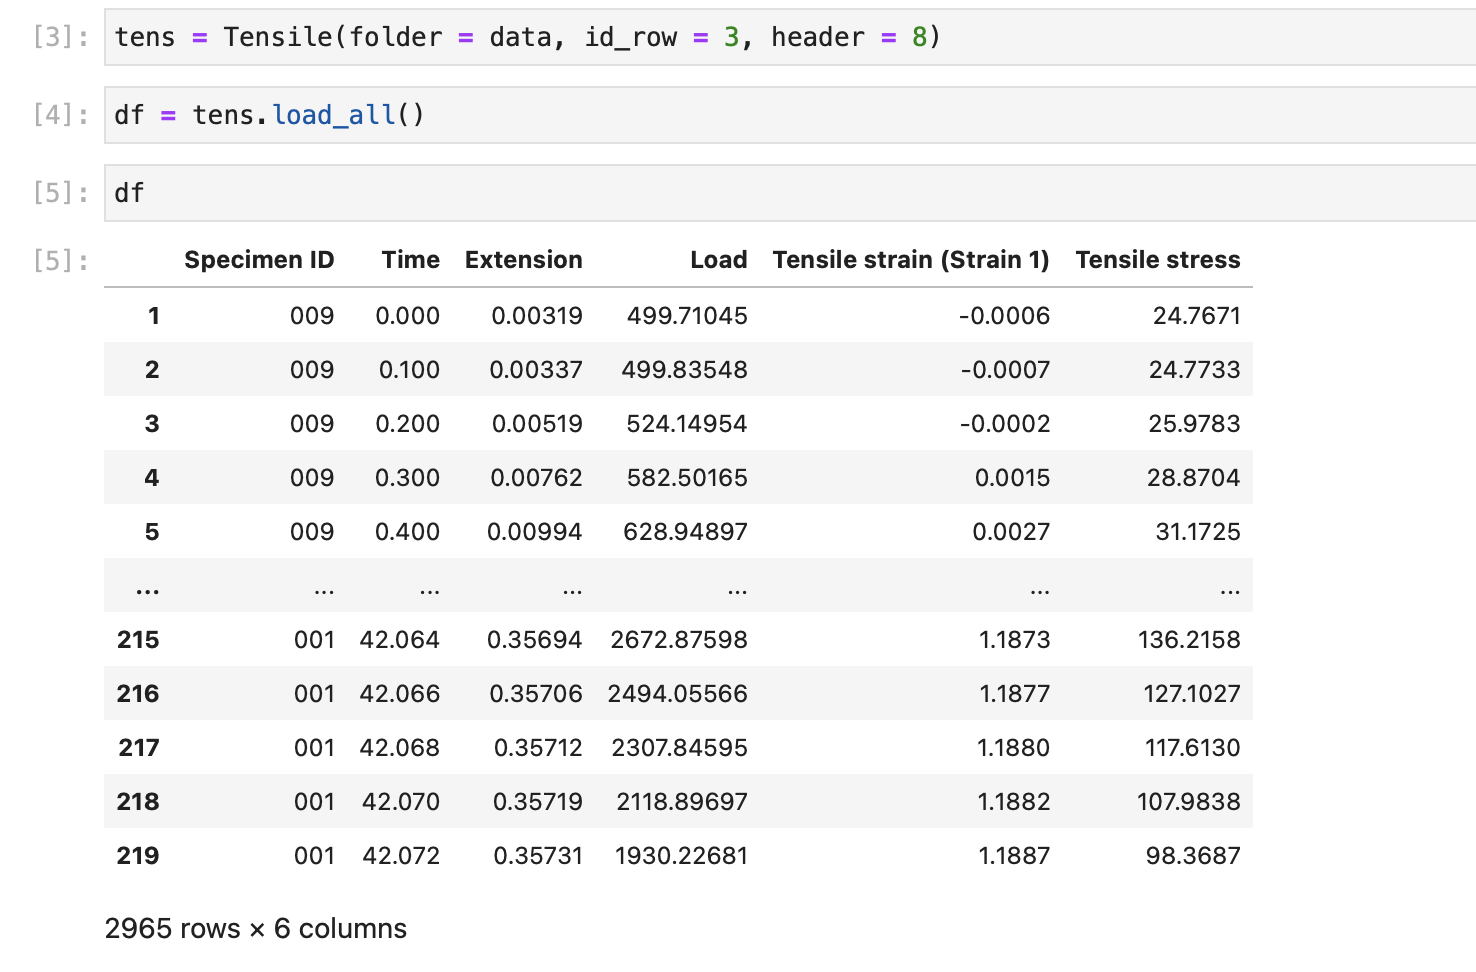 [3]: tens = Tensile(folder = data, id_row = 3, header = 8)
[4]: df = tens.load_all()
[5]: df
[5]: Specimen ID Time Extension Load Tensile strain (Strain 1) Tensile stress
1 009 0.000 0.00319 499.71045 -0.0006 24.7671
2 009 0.100 0.00337 499.83548 -0.0007 24.7733
3 009 0.200 0.00519 524.14954 -0.0002 25.9783
4 009 0.300 0.00762 582.50165 0.0015 28.8704
5 009 0.400 0.00994 628.94897 0.0027 31.1725
... ... ... ... ... ... ...
215 001 42.064 0.35694 2672.87598 1.1873 136.2158
216 001 42.066 0.35706 2494.05566 1.1877 127.1027
217 001 42.068 0.35712 2307.84595 1.1880 117.6130
218 001 42.070 0.35719 2118.89697 1.1882 107.9838
219 001 42.072 0.35731 1930.22681 1.1887 98.3687
2965 rows × 6 columns